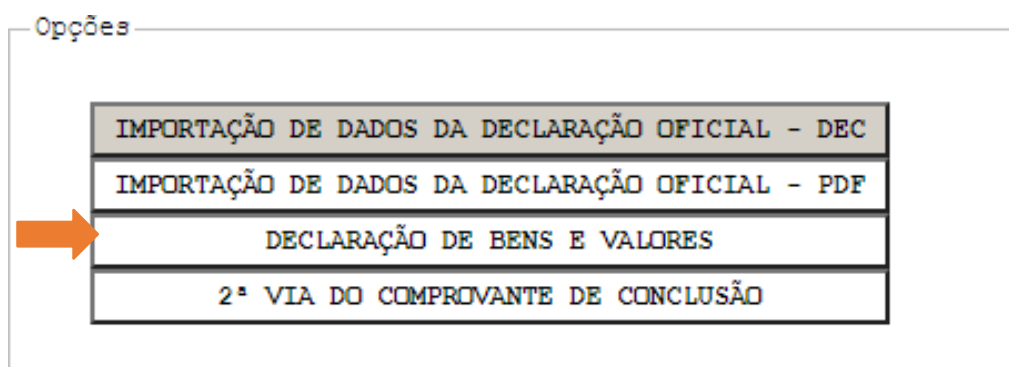 Opções
IMPORTAÇÃO DE DADOS DA DECLARAÇÃO OFICIAL - DEC
IMPORTAÇÃO DE DADOS DA DECLARAÇÃO OFICIAL - PDF
DECLARAÇÃO DE BENS E VALORES
2ª VIA DO COMPROVANTE DE CONCLUSÃO